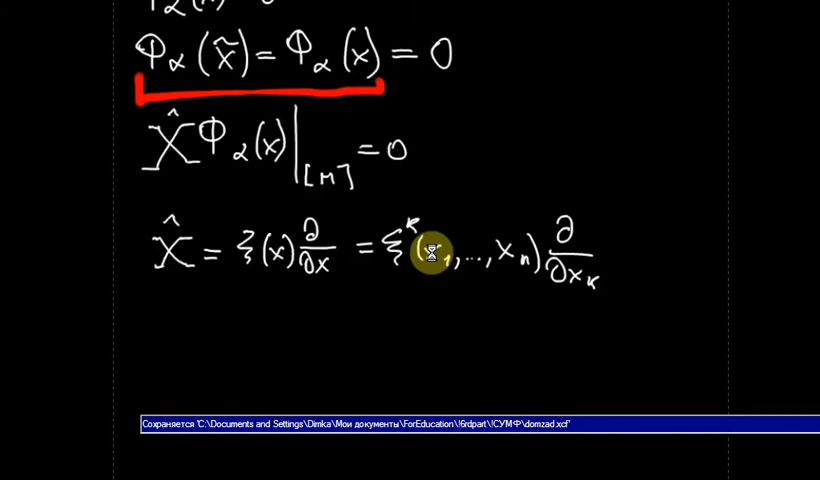 Φα(x̃) = Φα(x) = 0
X̂Φα(x)|[M] = 0
X̂ = ξ(x) ∂/∂x = ξᵏ(x₁, ..., xₙ) ∂/∂xₖ
Сохраняется 'C:\Documents and Settings\Dimka\Мои документы\ForEducation\!6rdpart\!СУМФ\domzad.xcf'